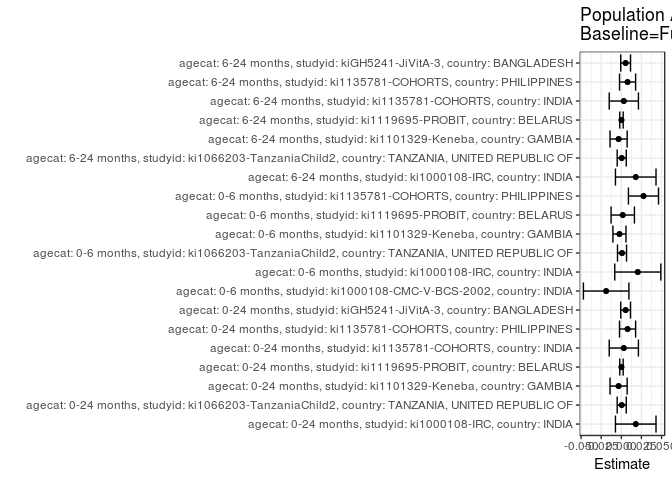 Population
Baseline=
agecat: 6-24 months, studyid: kiGH5241-JiVitA-3, country: BANGLADESH
agecat: 6-24 months, studyid: ki1135781-COHORTS, country: PHILIPPINES
agecat: 6-24 months, studyid: ki1135781-COHORTS, country: INDIA
agecat: 6-24 months, studyid: ki1119695-PROBIT, country: BELARUS
agecat: 6-24 months, studyid: ki1101329-Keneba, country: GAMBIA
agecat: 6-24 months, studyid: ki1066203-TanzaniaChild2, country: TANZANIA, UNITED REPUBLIC OF
agecat: 6-24 months, studyid: ki1000108-IRC, country: INDIA
agecat: 0-6 months, studyid: ki1135781-COHORTS, country: PHILIPPINES
agecat: 0-6 months, studyid: ki1119695-PROBIT, country: BELARUS
agecat: 0-6 months, studyid: ki1101329-Keneba, country: GAMBIA
agecat: 0-6 months, studyid: ki1066203-TanzaniaChild2, country: TANZANIA, UNITED REPUBLIC OF
agecat: 0-6 months, studyid: ki1000108-IRC, country: INDIA
agecat: 0-6 months, studyid: ki1000108-CMC-V-BCS-2002, country: INDIA
agecat: 0-24 months, studyid: kiGH5241-JiVitA-3, country: BANGLADESH
agecat: 0-24 months, studyid: ki1135781-COHORTS, country: PHILIPPINES
agecat: 0-24 months, studyid: ki1135781-COHORTS, country: INDIA
agecat: 0-24 months, studyid: ki1119695-PROBIT, country: BELARUS
agecat: 0-24 months, studyid: ki1101329-Keneba, country: GAMBIA
agecat: 0-24 months, studyid: ki1066203-TanzaniaChild2, country: TANZANIA, UNITED REPUBLIC OF
agecat: 0-24 months, studyid: ki1000108-IRC, country: INDIA
Estimate